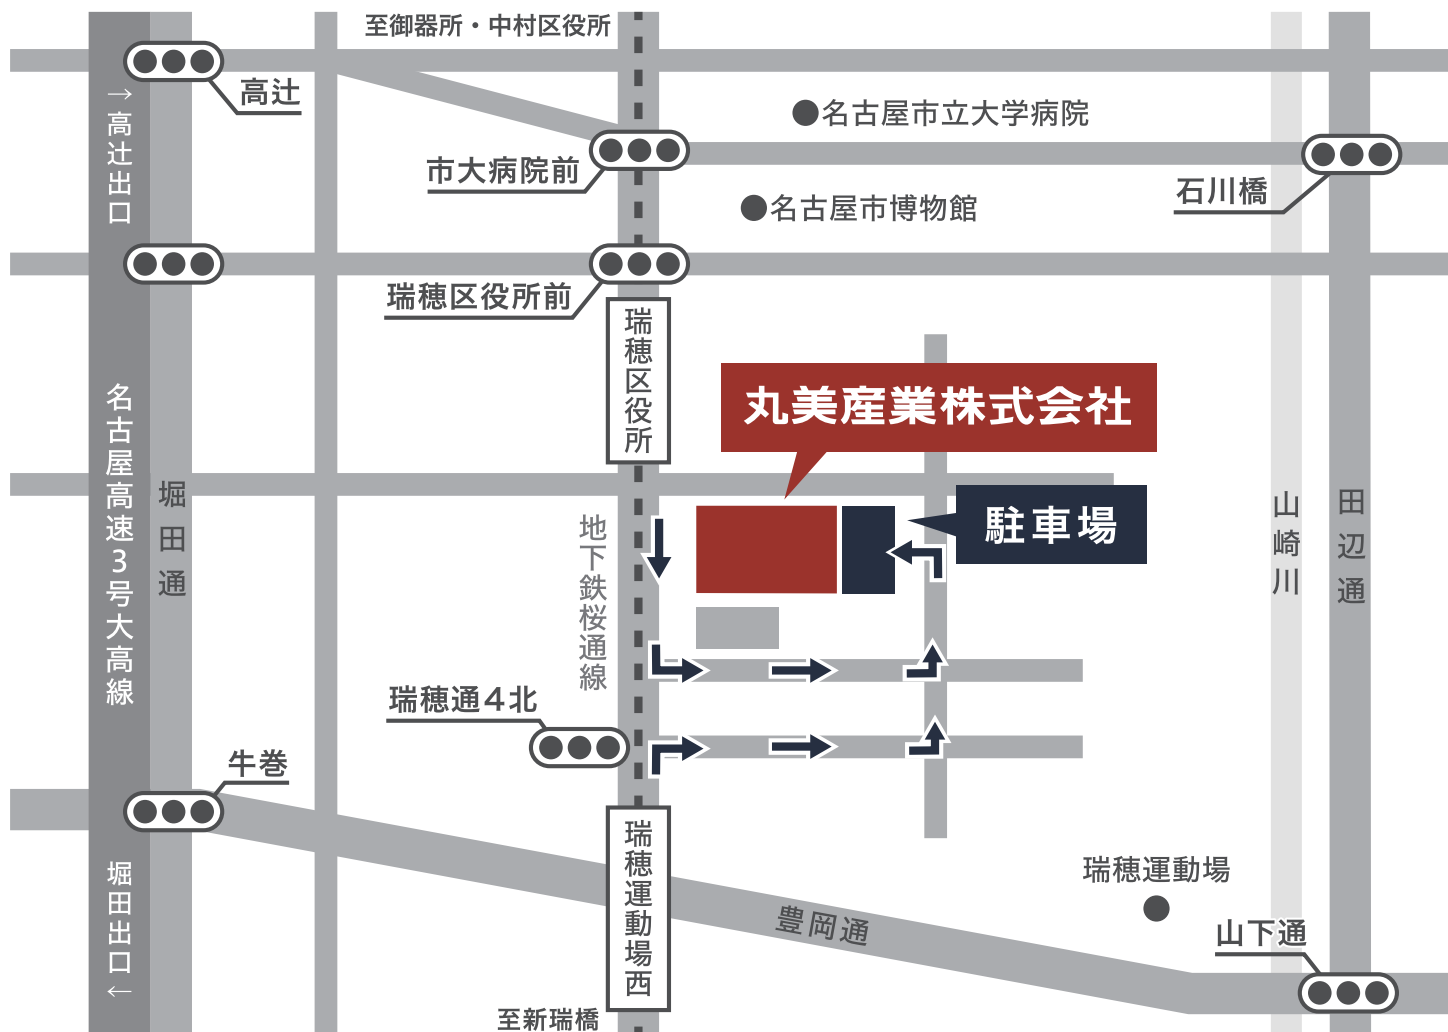 至御器所・中村区役所
高辻
→高辻出口
名古屋市立大学病院
市大病院前
石川橋
名古屋市博物館
瑞穂区役所前
瑞穂区役所
丸美産業株式会社
名古屋高速3号大高線
堀田通
地下鉄桜通線
駐車場
山崎川
田辺通
瑞穂通4北
牛巻
瑞穂運動場西
堀田出口←
瑞穂運動場
豊岡通
山下通
至新瑞橋